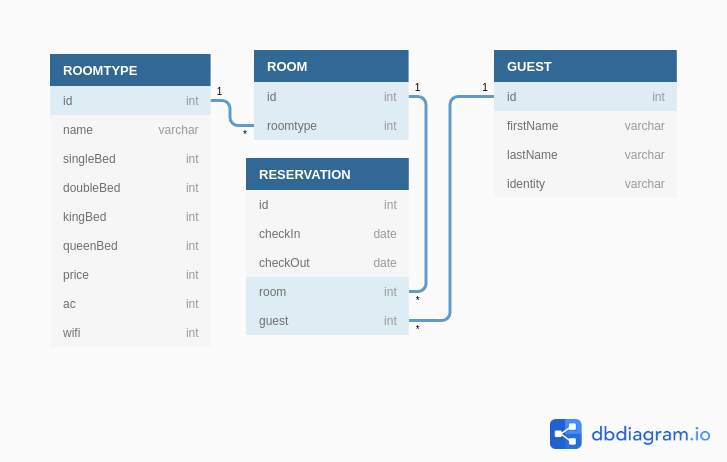 ROOMTYPE
id int
name varchar
singleBed int
doubleBed int
kingBed int
queenBed int
price int
ac int
wifi int
1
*
ROOM
id int
roomtype int
1
*
RESERVATION
id int
checkIn date
checkOut date
room int
guest int
*
1
GUEST
id int
firstName varchar
lastName varchar
identity varchar
dbdiagram.io